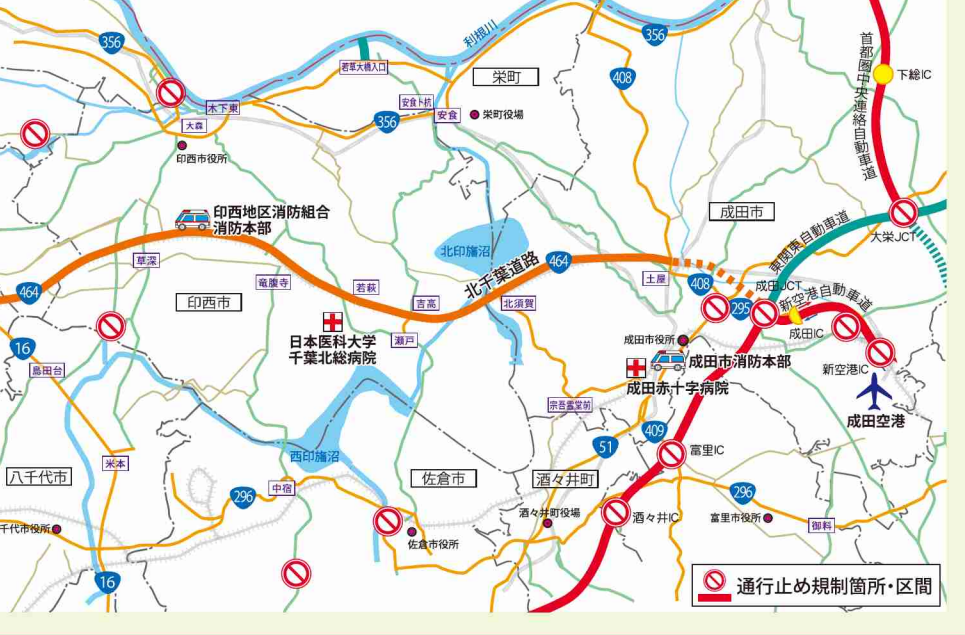 356
利根川
356
首都圏中央連絡自動車道
若草大橋入口
栄町
408
下総IC
木下東
安食卜杭
大森
356
安食
栄町役場
印西市役所
印西地区消防組合
消防本部
成田市
東関東自動車道
大栄JCT
北印旛沼
草深
北千葉道路
464
土屋
竜腹寺
408
成田JCT
464
印西市
若萩
吉高
北須賀
295
新空港自動車道
成田IC
日本医科大学
千葉北総病院
瀬戸
成田市役所
16
成田市消防本部
新空港IC
島田台
成田赤十字病院
宗吾霊堂前
成田空港
409
西印旛沼
51
富里IC
米本
八千代市
佐倉市
酒々井町
中宿
296
296
千代市役所
酒々井町役場
酒々井IC
富里市役所
御料
佐倉市役所
16
通行止め規制箇所・区間